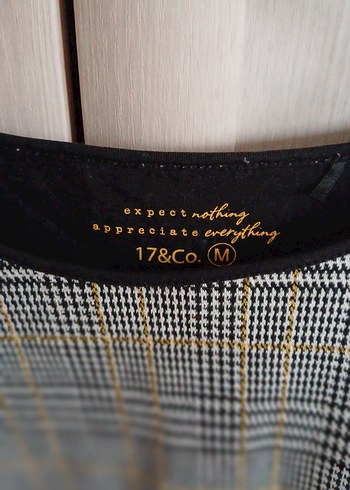 expect nothing
appreciate everything
17&Co. M